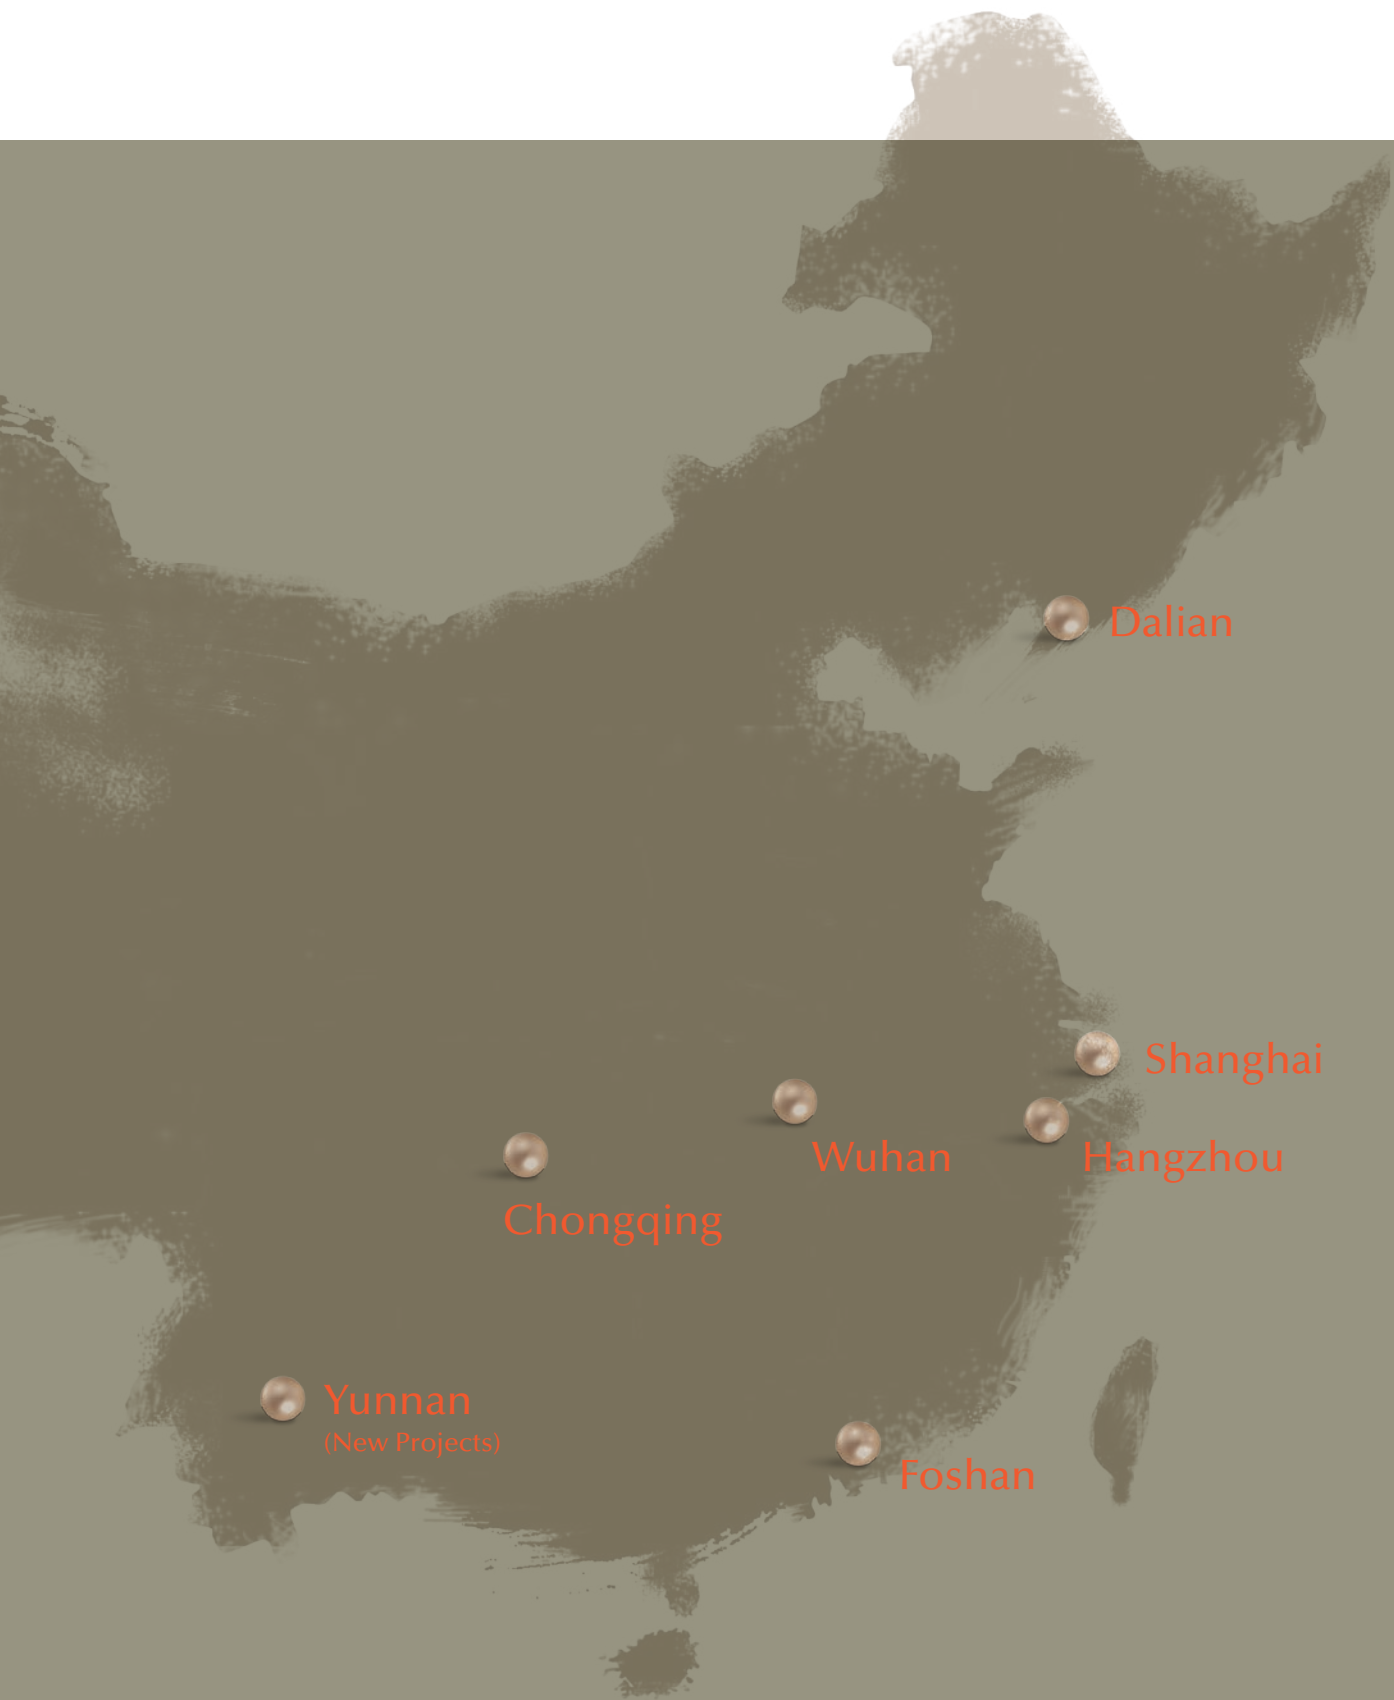 Dalian
Shanghai
Wuhan
Hangzhou
Chongqing
Yunnan
(New Projects)
Foshan